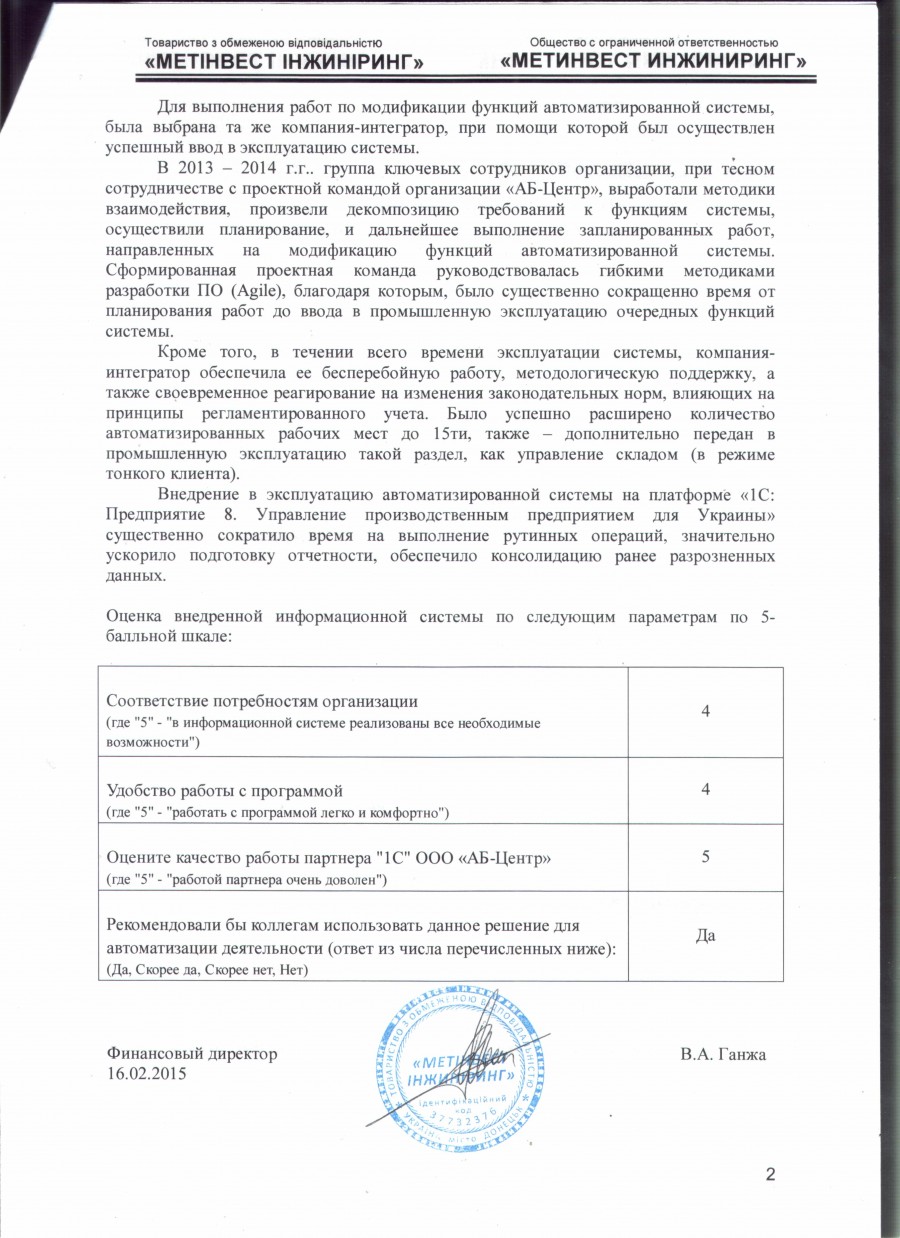 Товариство з обмеженою відповідальністю
«МЕТІНВЕСТ ІНЖИНІРИНГ»
Общество с ограниченной ответственностью
«МЕТИНВЕСТ ИНЖИНИРИНГ»
Для выполнения работ по модификации функций автоматизированной системы,
была выбрана та же компания-интегратор, при помощи которой был осуществлен
успешный ввод в эксплуатацию системы.
В 2013 – 2014 г.г.. группа ключевых сотрудников организации, при тесном
сотрудничестве с проектной командой организации «АБ-Центр», выработали методики
взаимодействия, произвели декомпозицию требований к функциям системы,
осуществили планирование, и дальнейшее выполнение запланированных работ,
направленных на модификацию функций автоматизированной системы.
Сформированная проектная команда руководствовалась гибкими методиками
разработки ПО (Agile), благодаря которым, было существенно сокращенно время от
планирования работ до ввода в промышленную эксплуатацию очередных функций
системы.
Кроме того, в течении всего времени эксплуатации системы, компания-
интегратор обеспечила ее бесперебойную работу, методологическую поддержку, а
также своевременное реагирование на изменения законодательных норм, влияющих на
принципы регламентированного учета. Было успешно расширено количество
автоматизированных рабочих мест до 15ти, также – дополнительно передан в
промышленную эксплуатацию такой раздел, как управление складом (в режиме
тонкого клиента).
Внедрение в эксплуатацию автоматизированной системы на платформе «1С:
Предприятие 8. Управление производственным предприятием для Украины»
существенно сократило время на выполнение рутинных операций, значительно
ускорило подготовку отчетности, обеспечило консолидацию ранее разрозненных
данных.
Оценка внедренной информационной системы по следующим параметрам по 5-
балльной шкале:
Соответствие потребностям организации
(где "5" - "в информационной системе реализованы все необходимые
возможности")
4
Удобство работы с программой
(где "5" - "работать с программой легко и комфортно")
4
Оцените качество работы партнера "1С" ООО «АБ-Центр»
(где "5" - "работой партнера очень доволен")
5
Рекомендовали бы коллегам использовать данное решение для
автоматизации деятельности (ответ из числа перечисленных ниже):
(Да, Скорее да, Скорее нет, Нет)
Да
Финансовый директор
16.02.2015
В.А. Ганжа
ТОВАРИСТВО З ОБМЕЖЕНОЮ ВІДПОВІДАЛЬНІСТЮ
«МЕТІНВЕСТ
ІНЖИНІРИНГ»
Ідентифікаційний
код
37732376
УКРАЇНА МІСТО ДОНЕЦЬК
2